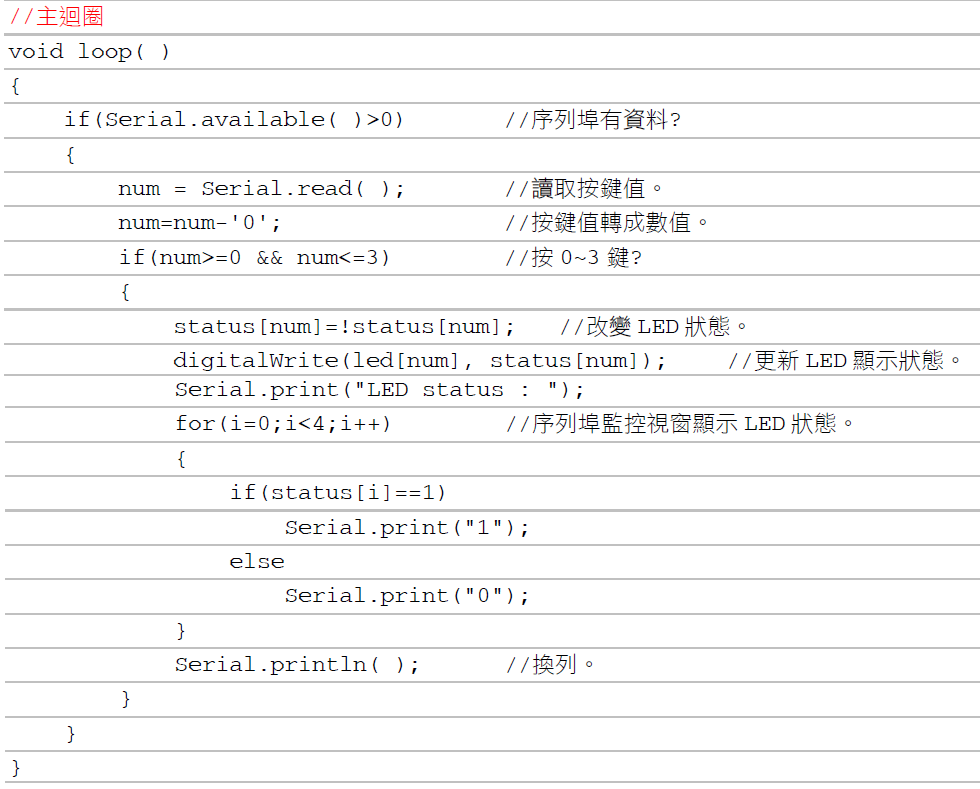 //主迴圈
void loop( )
{
    if(Serial.available( )>0)        //序列埠有資料?
    {
        num = Serial.read( );        //讀取按鍵值。
        num=num-'0';                 //按鍵值轉成數值。
        if(num>=0 && num<=3)         //按 0~3 鍵?
        {
            status[num]=!status[num];    //改變 LED 狀態。
            digitalWrite(led[num], status[num]);     //更新 LED 顯示狀態。
            Serial.print("LED status : ");
            for(i=0;i<4;i++)         //序列埠監控視窗顯示 LED 狀態。
            {
                if(status[i]==1)
                    Serial.print("1");
                else
                    Serial.print("0");
            }
            Serial.println( );       //換列。
        }
    }
}